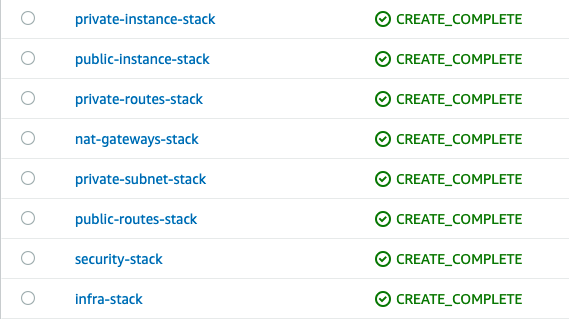 private-instance-stack CREATE_COMPLETE
public-instance-stack CREATE_COMPLETE
private-routes-stack CREATE_COMPLETE
nat-gateways-stack CREATE_COMPLETE
private-subnet-stack CREATE_COMPLETE
public-routes-stack CREATE_COMPLETE
security-stack CREATE_COMPLETE
infra-stack CREATE_COMPLETE